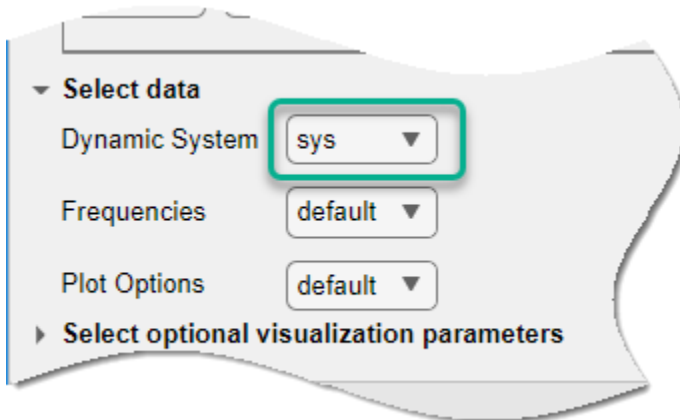 Select data
Dynamic System sys
Frequencies default
Plot Options default
Select optional visualization parameters